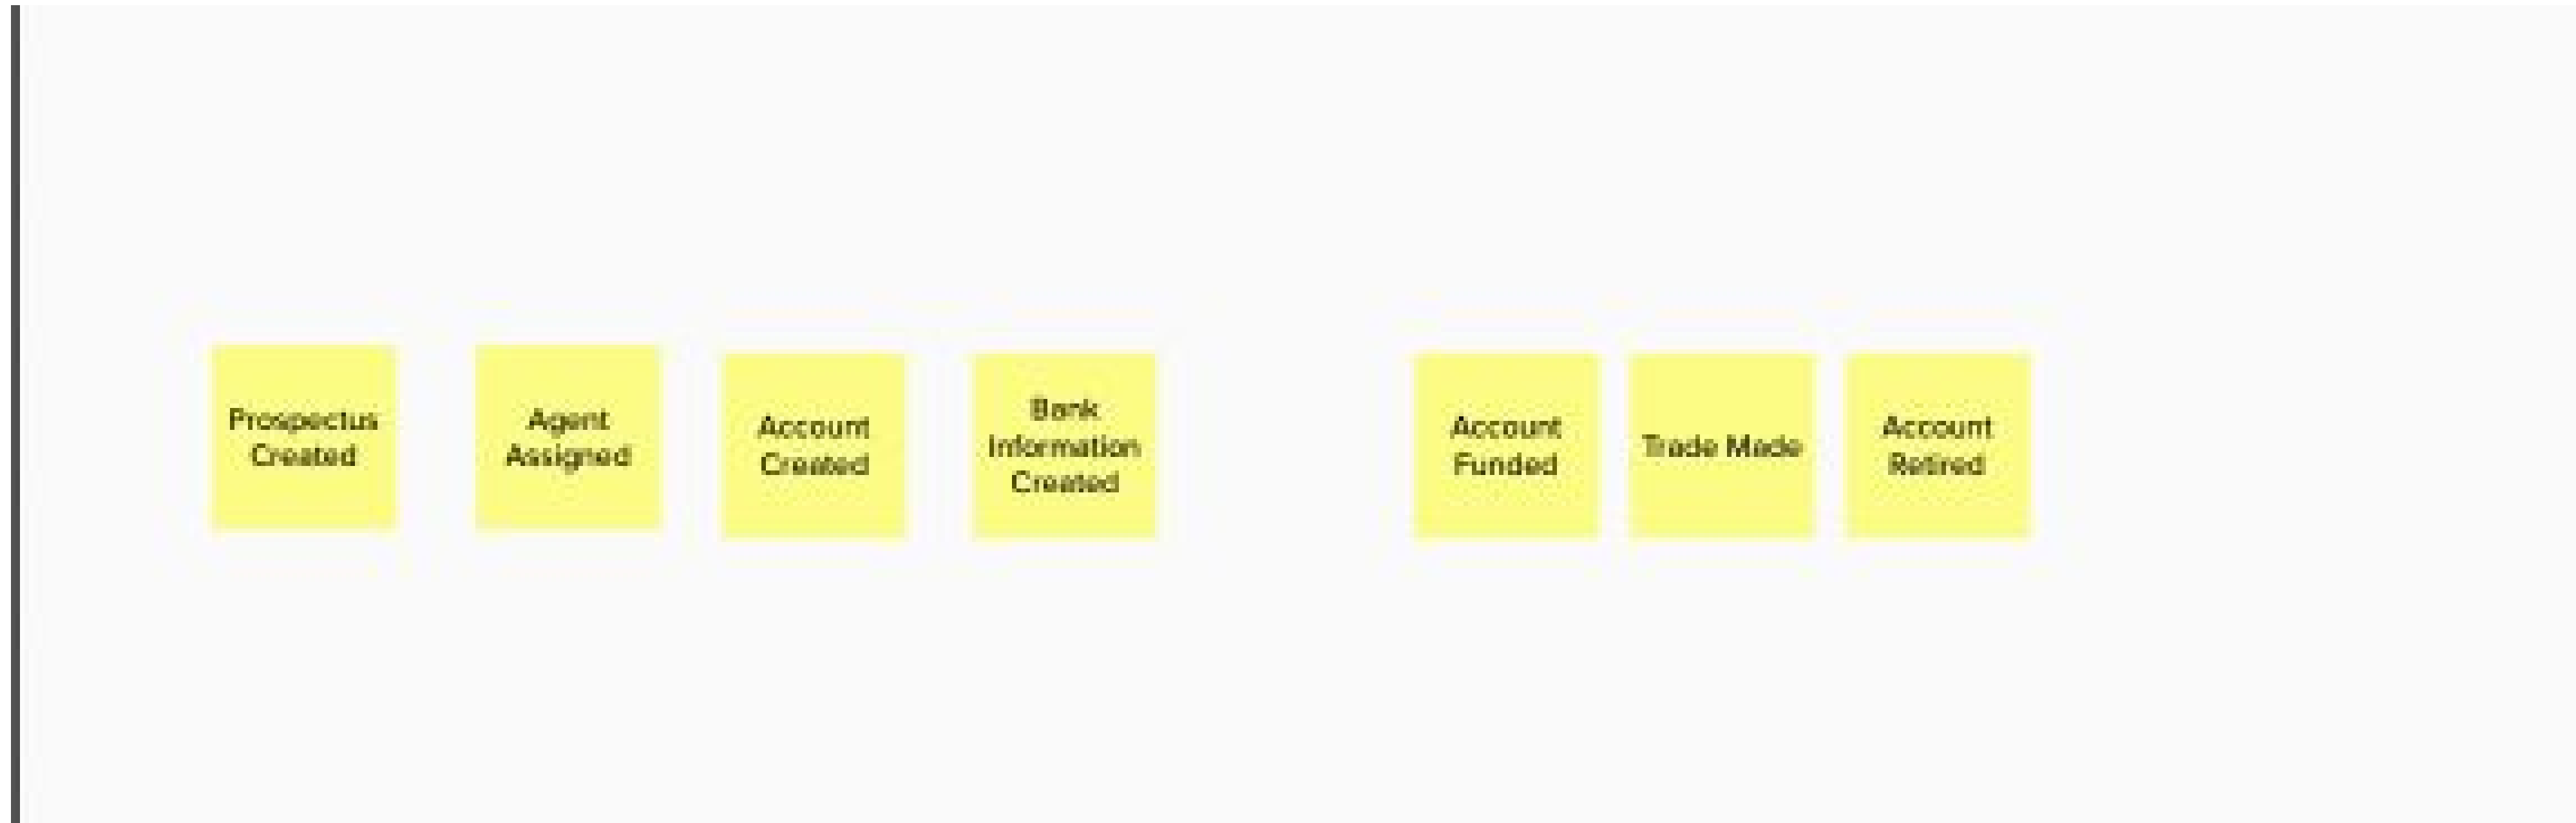 Prospectus
Created
Agent
Assigned
Account
Created
Bank
Information
Created
Account
Funded
Trade Made
Account
Retired